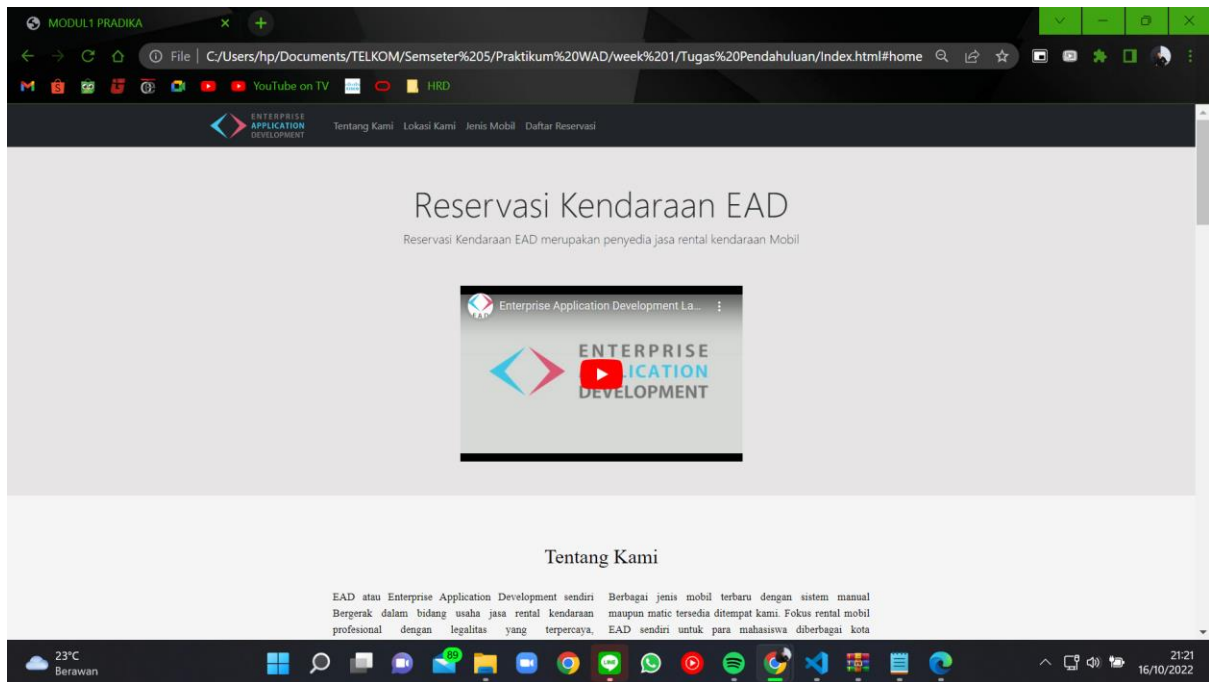 MODUL1 PRADIKA
File | C:/Users/hp/Documents/TELKOM/Semseter%205/Praktikum%20WAD/week%201/Tugas%20Pendahuluan/Index.html#home
YouTube on TV
HRD
ENTERPRISE
APPLICATION
DEVELOPMENT
Tentang Kami Lokasi Kami Jenis Mobil Daftar Reservasi
Reservasi Kendaraan EAD
Reservasi Kendaraan EAD merupakan penyedia jasa rental kendaraan Mobil
EAD
Enterprise Application Development La...
ENTERPRISE
LICATION
DEVELOPMENT
Tentang Kami
EAD atau Enterprise Application Development sendiri
Bergerak dalam bidang usaha jasa rental kendaraan
profesional dengan legalitas yang terpercaya,
Berbagai jenis mobil terbaru dengan sistem manual
maupun matic tersedia ditempat kami. Fokus rental mobil
EAD sendiri untuk para mahasiswa diberbagai kota
23°C
Berawan
89
LINE
21:21
16/10/2022